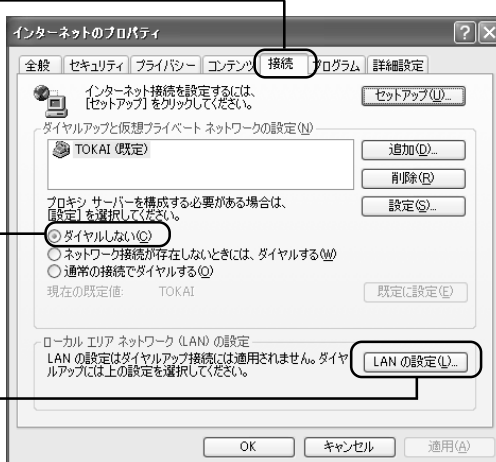 インターネットのプロパティ
全般 セキュリティ プライバシー コンテンツ 接続 プログラム 詳細設定
インターネット接続を設定するには、
[セットアップ] をクリックしてください。
セットアップ(U)...
ダイヤルアップと仮想プライベート ネットワークの設定(N)
TOKAI (既定)
追加(D)...
削除(R)
プロキシ サーバーを構成する必要がある場合は、
[設定] を選択してください。
設定(S)...
ダイヤルしない(C)
ネットワーク接続が存在しないときには、ダイヤルする(W)
通常の接続でダイヤルする(O)
現在の既定値: TOKAI
既定に設定(E)
ローカル エリア ネットワーク (LAN) の設定
LAN の設定はダイヤルアップ接続には適用されません。ダイヤ
ルアップには上の設定を選択してください。
LAN の設定(L)...
OK キャンセル 適用(A)